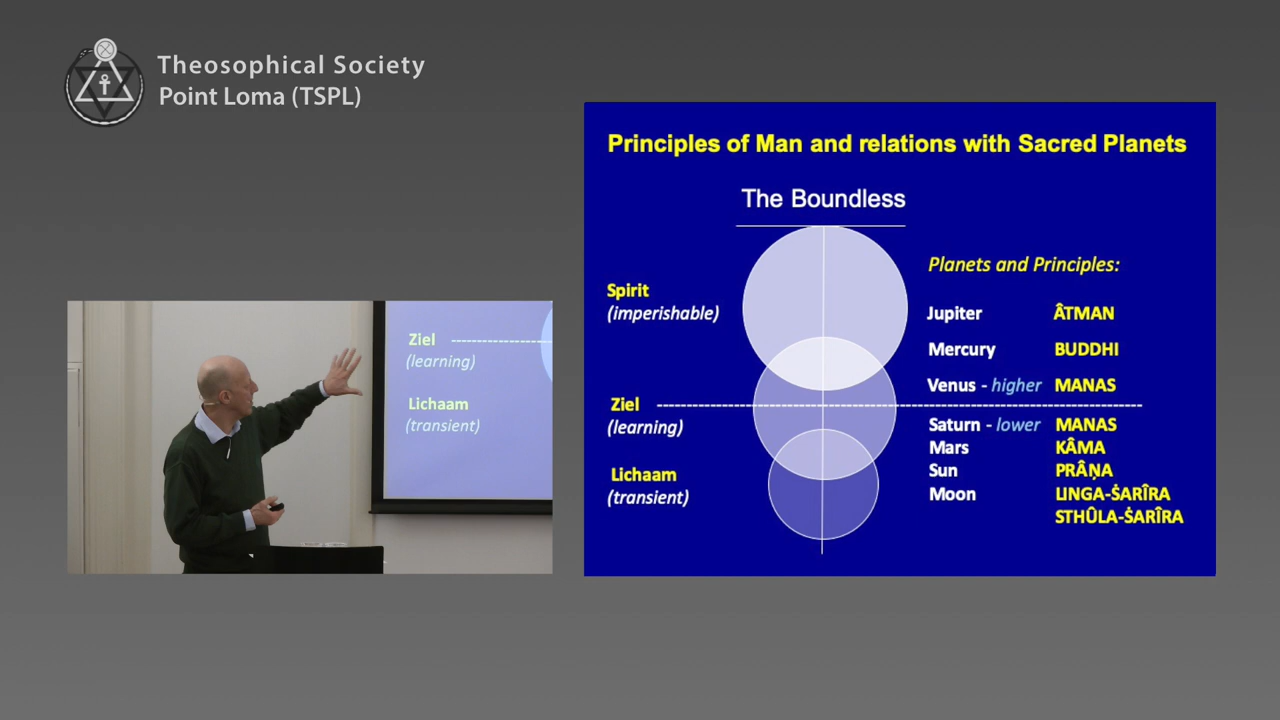 Theosophical Society
Point Loma (TSPL)
Principles of Man and relations with Sacred Planets
The Boundless
Planets and Principles:
Spirit
(imperishable)
Jupiter ÂTMAN
Mercury BUDDHI
Venus - higher MANAS
Ziel
(learning)
Saturn - lower MANAS
Mars KÂMA
Sun PRÂṆA
Lichaam
(transient)
Moon LINGA-ŚARÎRA
STHÛLA-ŚARÎRA
Ziel
(learning)
Lichaam
(transient)